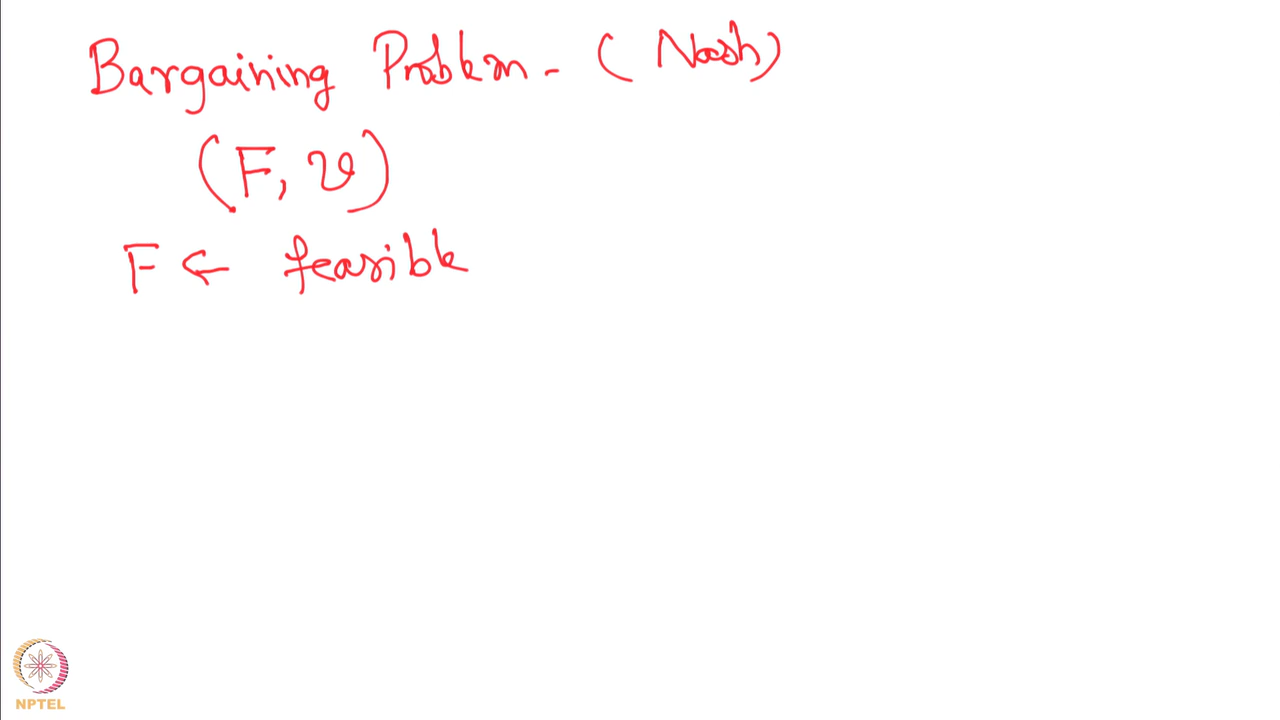 Bargaining Problem - (Nash)
(F, v)
F ← feasible
NPTEL